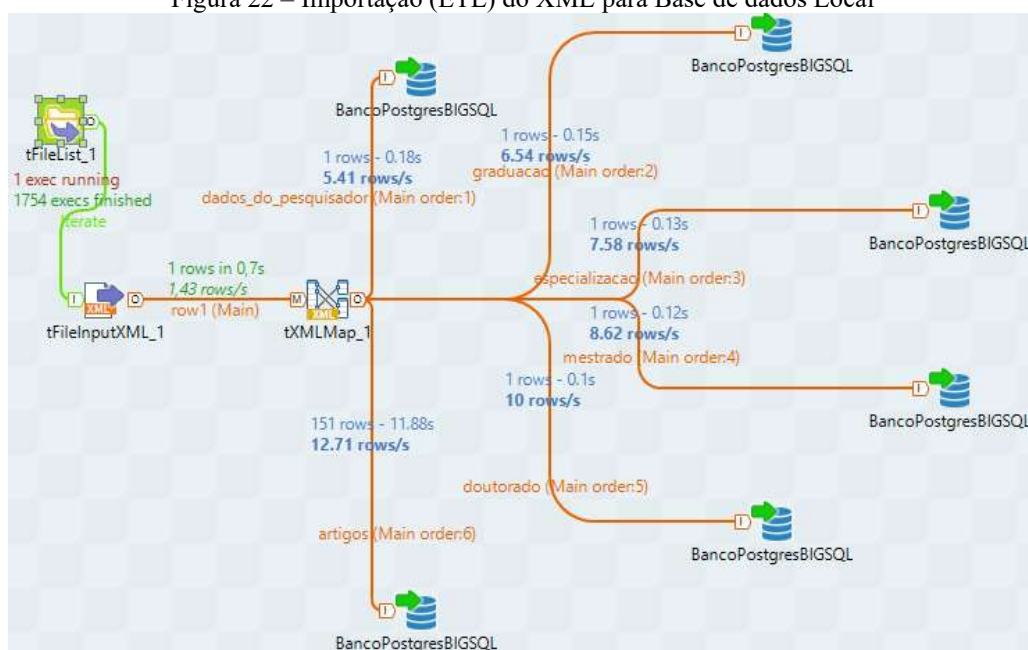 Figura 22 – Importação (ETL) do XML para Base de dados Local
BancoPostgresBIGSQL
BancoPostgresBIGSQL
tFileList_1
1 exec running
1754 execs finished
Iterate
1 rows - 0.18s
5.41 rows/s
dados_do_pesquisador (Main order:1)
1 rows - 0.15s
6.54 rows/s
graduacao (Main order:2)
1 rows - 0.13s
7.58 rows/s
BancoPostgresBIGSQL
1 rows in 0,7s
1,43 rows/s
row1 (Main)
especializacao (Main order:3)
tFileInputXML_1
tXMLMap_1
1 rows - 0.12s
8.62 rows/s
mestrado (Main order:4)
1 rows - 0.1s
10 rows/s
BancoPostgresBIGSQL
151 rows - 11.88s
12.71 rows/s
doutorado (Main order:5)
artigos (Main order:6)
BancoPostgresBIGSQL
BancoPostgresBIGSQL